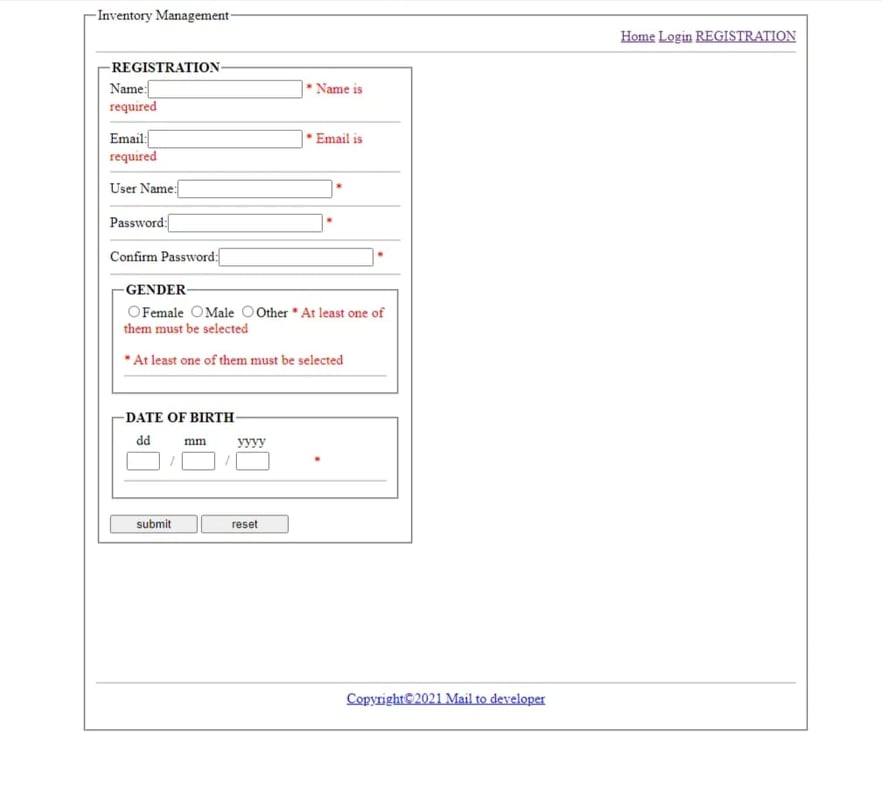 Inventory Management
Home Login REGISTRATION
REGISTRATION
Name: * Name is
required
Email: * Email is
required
User Name: *
Password: *
Confirm Password: *
GENDER
Female Male Other * At least one of
them must be selected
* At least one of them must be selected
DATE OF BIRTH
dd mm yyyy
/ / *
submit reset
Copyright©2021 Mail to developer